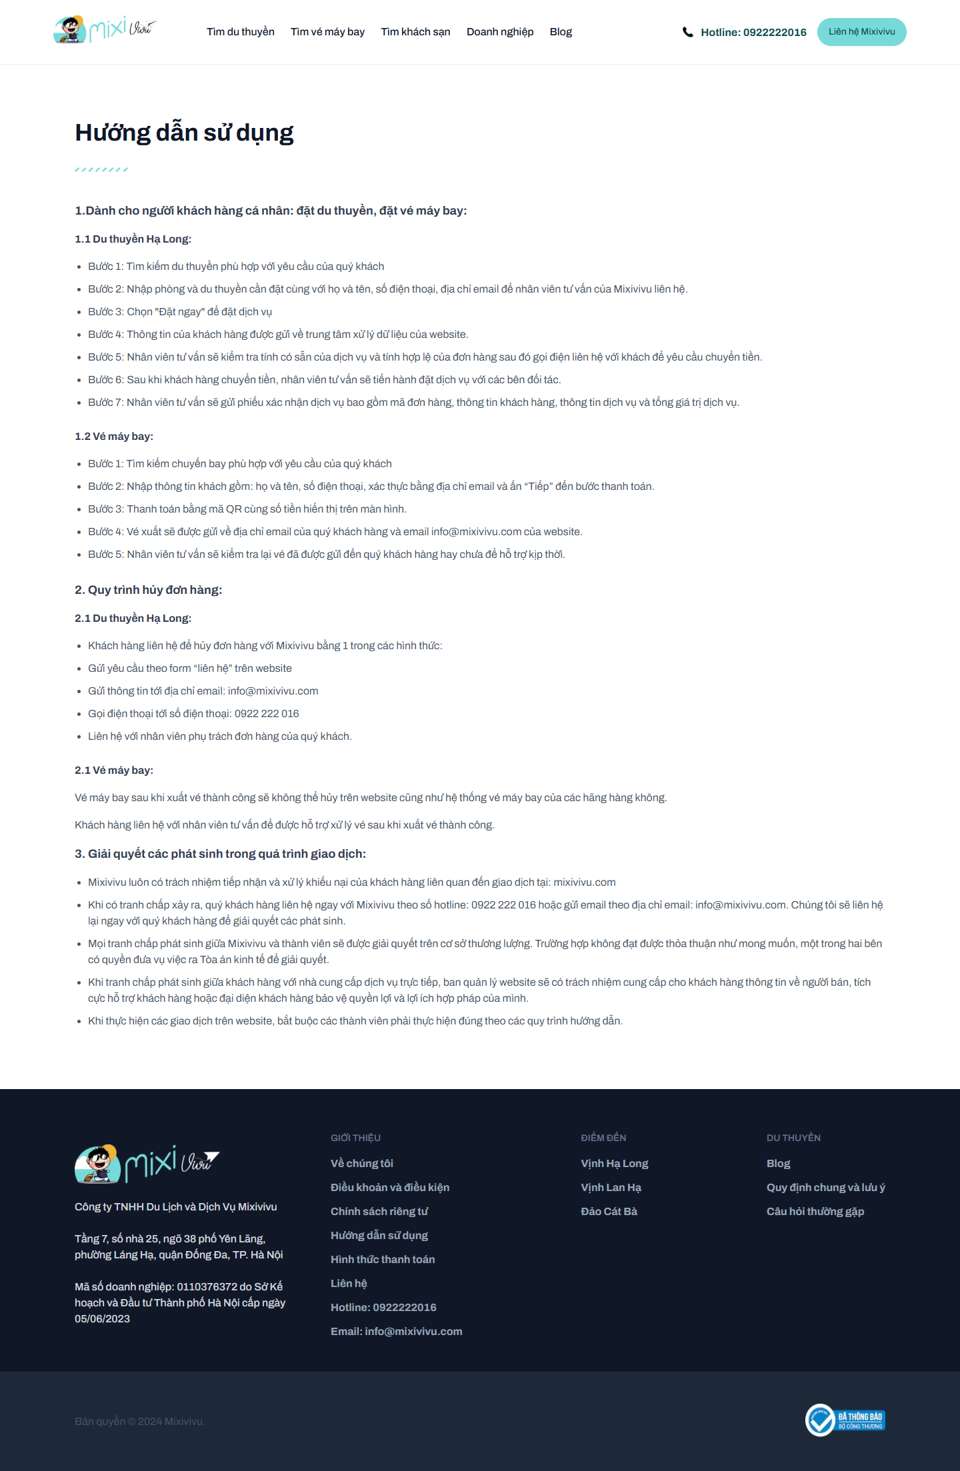 mixi Vivu
Tìm du thuyền
Tìm vé máy bay
Tìm khách sạn
Doanh nghiệp
Blog
Hotline: 0922222016
Liên hệ Mixivivu
Hướng dẫn sử dụng
1.Dành cho người khách hàng cá nhân: đặt du thuyền, đặt vé máy bay:
1.1 Du thuyền Hạ Long:
• Bước 1: Tìm kiếm du thuyền phù hợp với yêu cầu của quý khách
• Bước 2: Nhập phòng và du thuyền cần đặt cùng với họ và tên, số điện thoại, địa chỉ email để nhân viên tư vấn của Mixivivu liên hệ.
• Bước 3: Chọn "Đặt ngay" để đặt dịch vụ
• Bước 4: Thông tin của khách hàng được gửi về trung tâm xử lý dữ liệu của website.
• Bước 5: Nhân viên tư vấn sẽ kiểm tra tính có sẵn của dịch vụ và tính hợp lệ của đơn hàng sau đó gọi điện liên hệ với khách để yêu cầu chuyển tiền.
• Bước 6: Sau khi khách hàng chuyển tiền, nhân viên tư vấn sẽ tiến hành đặt dịch vụ với các bên đối tác.
• Bước 7: Nhân viên tư vấn sẽ gửi phiếu xác nhận dịch vụ bao gồm mã đơn hàng, thông tin khách hàng, thông tin dịch vụ và tổng giá trị dịch vụ.
1.2 Vé máy bay:
• Bước 1: Tìm kiếm chuyến bay phù hợp với yêu cầu của quý khách
• Bước 2: Nhập thông tin khách gồm: họ và tên, số điện thoại, xác thực bằng địa chỉ email và ấn “Tiếp” đến bước thanh toán.
• Bước 3: Thanh toán bằng mã QR cùng số tiền hiển thị trên màn hình.
• Bước 4: Vé xuất sẽ được gửi về địa chỉ email của quý khách hàng và email info@mixivivu.com của website.
• Bước 5: Nhân viên tư vấn sẽ kiểm tra lại vé đã được gửi đến quý khách hàng hay chưa để hỗ trợ kịp thời.
2. Quy trình hủy đơn hàng:
2.1 Du thuyền Hạ Long:
• Khách hàng liên hệ để hủy đơn hàng với Mixivivu bằng 1 trong các hình thức:
• Gửi yêu cầu theo form “liên hệ” trên website
• Gửi thông tin tới địa chỉ email: info@mixivivu.com
• Gọi điện thoại tới số điện thoại: 0922 222 016
• Liên hệ với nhân viên phụ trách đơn hàng của quý khách.
2.1 Vé máy bay:
Vé máy bay sau khi xuất vé thành công sẽ không thể hủy trên website cũng như hệ thống vé máy bay của các hãng hàng không.
Khách hàng liên hệ với nhân viên tư vấn để được hỗ trợ xử lý vé sau khi xuất vé thành công.
3. Giải quyết các phát sinh trong quá trình giao dịch:
• Mixivivu luôn có trách nhiệm tiếp nhận và xử lý khiếu nại của khách hàng liên quan đến giao dịch tại: mixivivu.com
• Khi có tranh chấp xảy ra, quý khách hàng liên hệ ngay với Mixivivu theo số hotline: 0922 222 016 hoặc gửi email theo địa chỉ email: info@mixivivu.com. Chúng tôi sẽ liên hệ
lại ngay với quý khách hàng để giải quyết các phát sinh.
• Mọi tranh chấp phát sinh giữa Mixivivu và thành viên sẽ được giải quyết trên cơ sở thương lượng. Trường hợp không đạt được thỏa thuận như mong muốn, một trong hai bên
có quyền đưa vụ việc ra Tòa án kinh tế để giải quyết.
• Khi tranh chấp phát sinh giữa khách hàng với nhà cung cấp dịch vụ trực tiếp, ban quản lý website sẽ có trách nhiệm cung cấp cho khách hàng thông tin về người bán, tích
cực hỗ trợ khách hàng hoặc đại diện khách hàng bảo vệ quyền lợi và lợi ích hợp pháp của mình.
• Khi thực hiện các giao dịch trên website, bắt buộc các thành viên phải thực hiện đúng theo các quy trình hướng dẫn.
mixi Vivu
Công ty TNHH Du Lịch và Dịch Vụ Mixivivu
Tầng 7, số nhà 25, ngõ 38 phố Yên Lãng,
phường Láng Hạ, quận Đống Đa, TP. Hà Nội
Mã số doanh nghiệp: 0110376372 do Sở Kế
hoạch và Đầu tư Thành phố Hà Nội cấp ngày
05/06/2023
GIỚI THIỆU
Về chúng tôi
Điều khoản và điều kiện
Chính sách riêng tư
Hướng dẫn sử dụng
Hình thức thanh toán
Liên hệ
Hotline: 0922222016
Email: info@mixivivu.com
ĐIỂM ĐẾN
Vịnh Hạ Long
Vịnh Lan Hạ
Đảo Cát Bà
DU THUYỀN
Blog
Quy định chung và lưu ý
Câu hỏi thường gặp
Bản quyền © 2024 Mixivivu.
ĐÃ THÔNG BÁO
BỘ CÔNG THƯƠNG